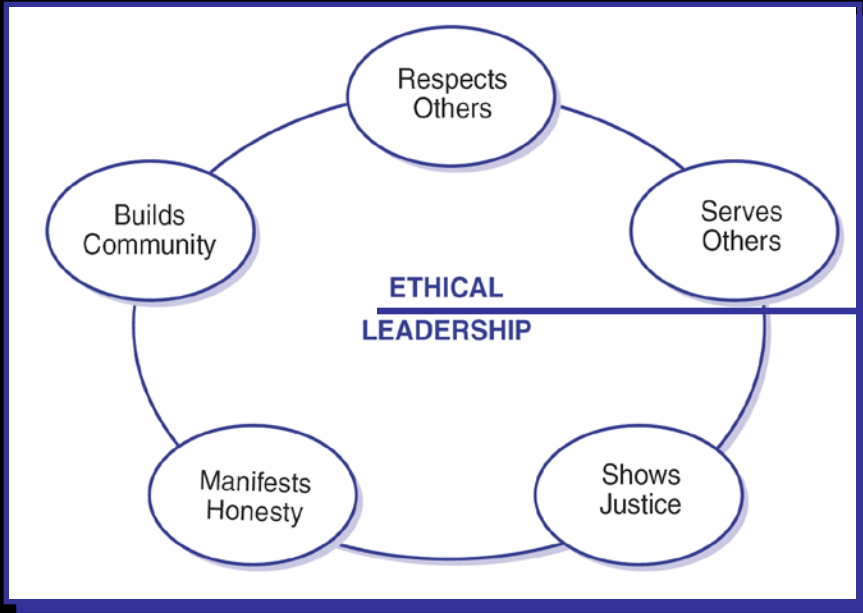 Respects
Others
Builds
Community
Serves
Others
ETHICAL
LEADERSHIP
Manifests
Honesty
Shows
Justice